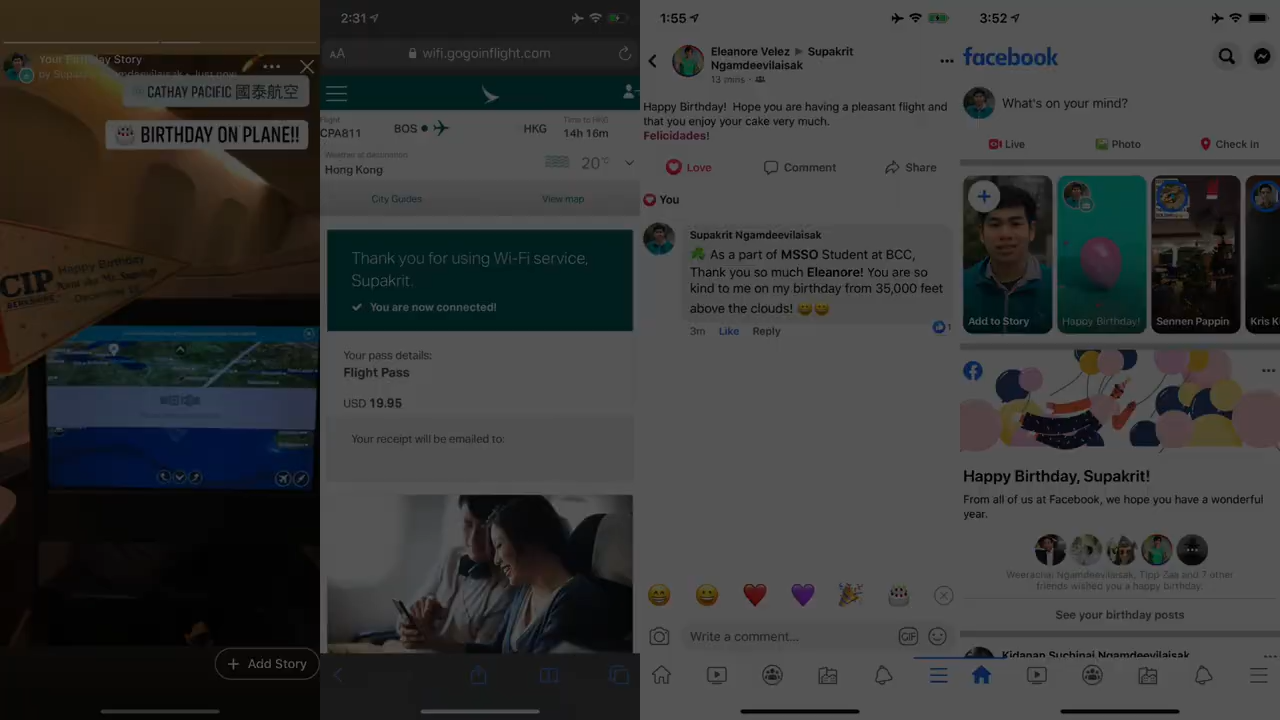 Your Birthday Story
by Supakrit Ngamdeevilaisak • Just now
CATHAY PACIFIC 國泰航空
🎂 BIRTHDAY ON PLANE!!
CIP
BERKSHIRE
Happy Birthday
December
+ Add Story
2:31
AA
wifi.gogoinflight.com
Flight
CPA811
BOS
HKG
Time to HKG
14h 16m
Weather at destination
Hong Kong
20°C
City Guides
View map
Thank you for using Wi-Fi service,
Supakrit.
You are now connected!
Your pass details:
Flight Pass
USD 19.95
Your receipt will be emailed to:
1:55
Eleanore Velez ▸ Supakrit
Ngamdeevilaisak
13 mins ·
Happy Birthday! Hope you are having a pleasant flight and
that you enjoy your cake very much.
Felicidades!
Love
Comment
Share
You
Supakrit Ngamdeevilaisak
☘️ As a part of MSSO Student at BCC,
Thank you so much Eleanore! You are so
kind to me on my birthday from 35,000 feet
above the clouds! 😄😄
3m Like Reply
1
Write a comment...
GIF
3:52
facebook
What's on your mind?
Live
Photo
Check In
Add to Story
Happy Birthday!
Sennen Pappin
Kris K
Happy Birthday, Supakrit!
From all of us at Facebook, we hope you have a wonderful
year.
Weerachai Ngamdeevilaisak, Tipp Zaa and 7 other
friends wished you a happy birthday.
See your birthday posts
Kidanan Suchinai Ngamdeevilaisak